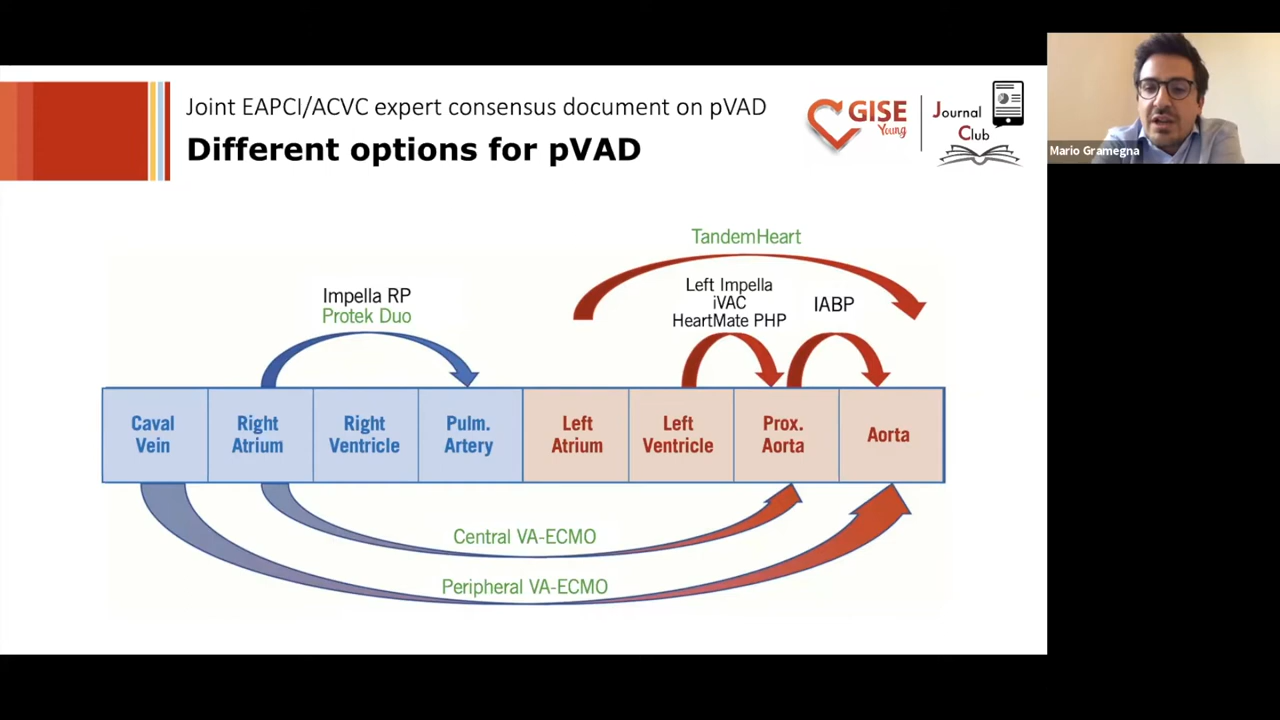 Joint EAPCI/ACVC expert consensus document on pVAD
Different options for pVAD
GISE
Young
Journal
Club
Mario Gramegna
TandemHeart
Impella RP
Protek Duo
Left Impella
iVAC
HeartMate PHP
IABP
Caval
Vein
Right
Atrium
Right
Ventricle
Pulm.
Artery
Left
Atrium
Left
Ventricle
Prox.
Aorta
Aorta
Central VA-ECMO
Peripheral VA-ECMO